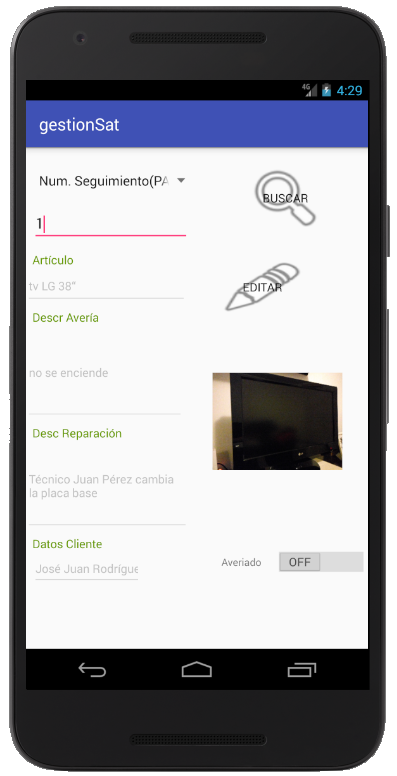 4G 4:29
gestionSat
Num. Seguimiento(PA
BUSCAR
1
Artículo
EDITAR
tv LG 38"
Descr Avería
no se enciende
Desc Reparación
Técnico Juan Pérez cambia
la placa base
Datos Cliente
Averiado OFF
José Juan Rodrígue